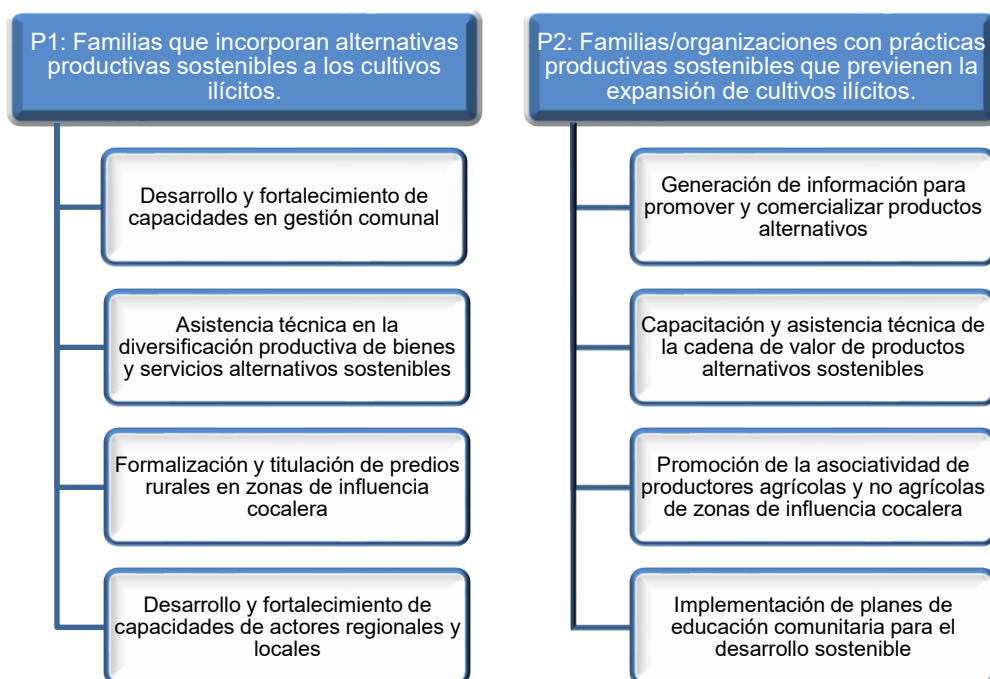 P1: Familias que incorporan alternativas
productivas sostenibles a los cultivos
ilícitos.
Desarrollo y fortalecimiento de
capacidades en gestión comunal
Asistencia técnica en la
diversificación productiva de bienes
y servicios alternativos sostenibles
Formalización y titulación de predios
rurales en zonas de influencia
cocalera
Desarrollo y fortalecimiento de
capacidades de actores regionales y
locales
P2: Familias/organizaciones con prácticas
productivas sostenibles que previenen la
expansión de cultivos ilícitos.
Generación de información para
promover y comercializar productos
alternativos
Capacitación y asistencia técnica de
la cadena de valor de productos
alternativos sostenibles
Promoción de la asociatividad de
productores agrícolas y no agrícolas
de zonas de influencia cocalera
Implementación de planes de
educación comunitaria para el
desarrollo sostenible